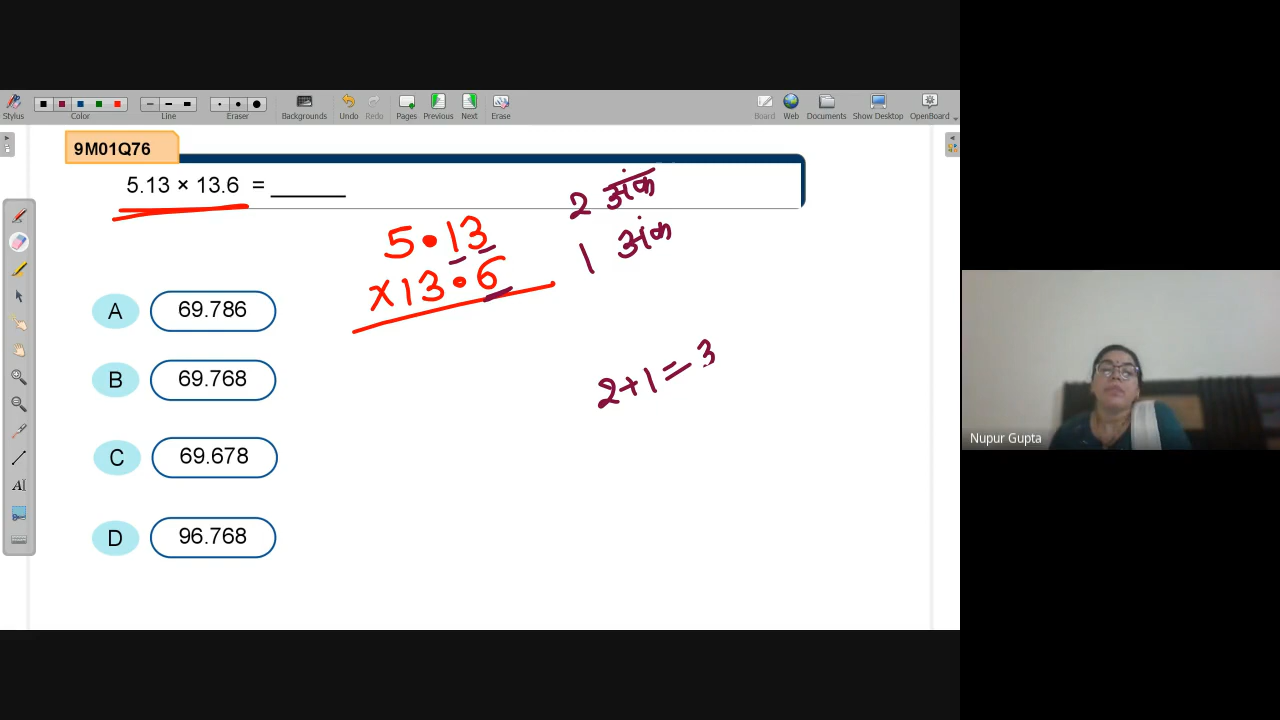 Stylus
Color
Line
Eraser
Backgrounds
Undo
Redo
Pages
Previous
Next
Erase
Board
Web
Documents
Show Desktop
OpenBoard
9M01Q76
5.13 × 13.6 = ______
2 अंक
5.13
1 अंक
×13.6
A 69.786
2+1=3
B 69.768
C 69.678
D 96.768
Nupur Gupta